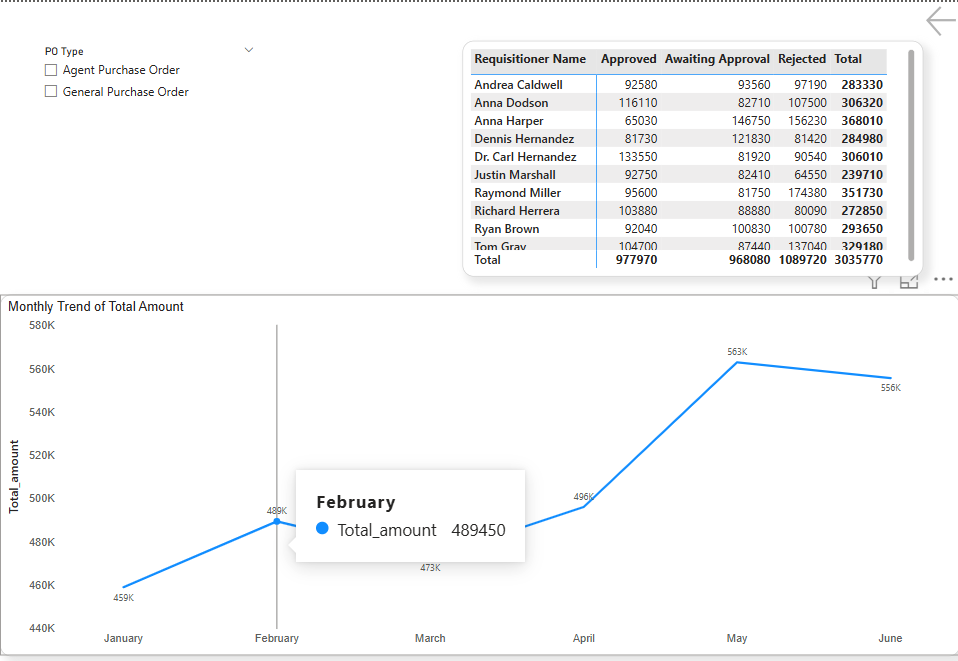 PO Type
Agent Purchase Order
General Purchase Order
Requisitioner Name Approved Awaiting Approval Rejected Total
Andrea Caldwell 92580 93560 97190 283330
Anna Dodson 116110 82710 107500 306320
Anna Harper 65030 146750 156230 368010
Dennis Hernandez 81730 121830 81420 284980
Dr. Carl Hernandez 133550 81920 90540 306010
Justin Marshall 92750 82410 64550 239710
Raymond Miller 95600 81750 174380 351730
Richard Herrera 103880 88880 80090 272850
Ryan Brown 92040 100830 100780 293650
Tom Gray 104700 87440 137040 329180
Total 977970 968080 1089720 3035770
Monthly Trend of Total Amount
580K
560K
540K
520K
500K
480K
460K
440K
Total_amount
459K
489K
473K
496K
563K
556K
February
Total_amount 489450
January February March April May June